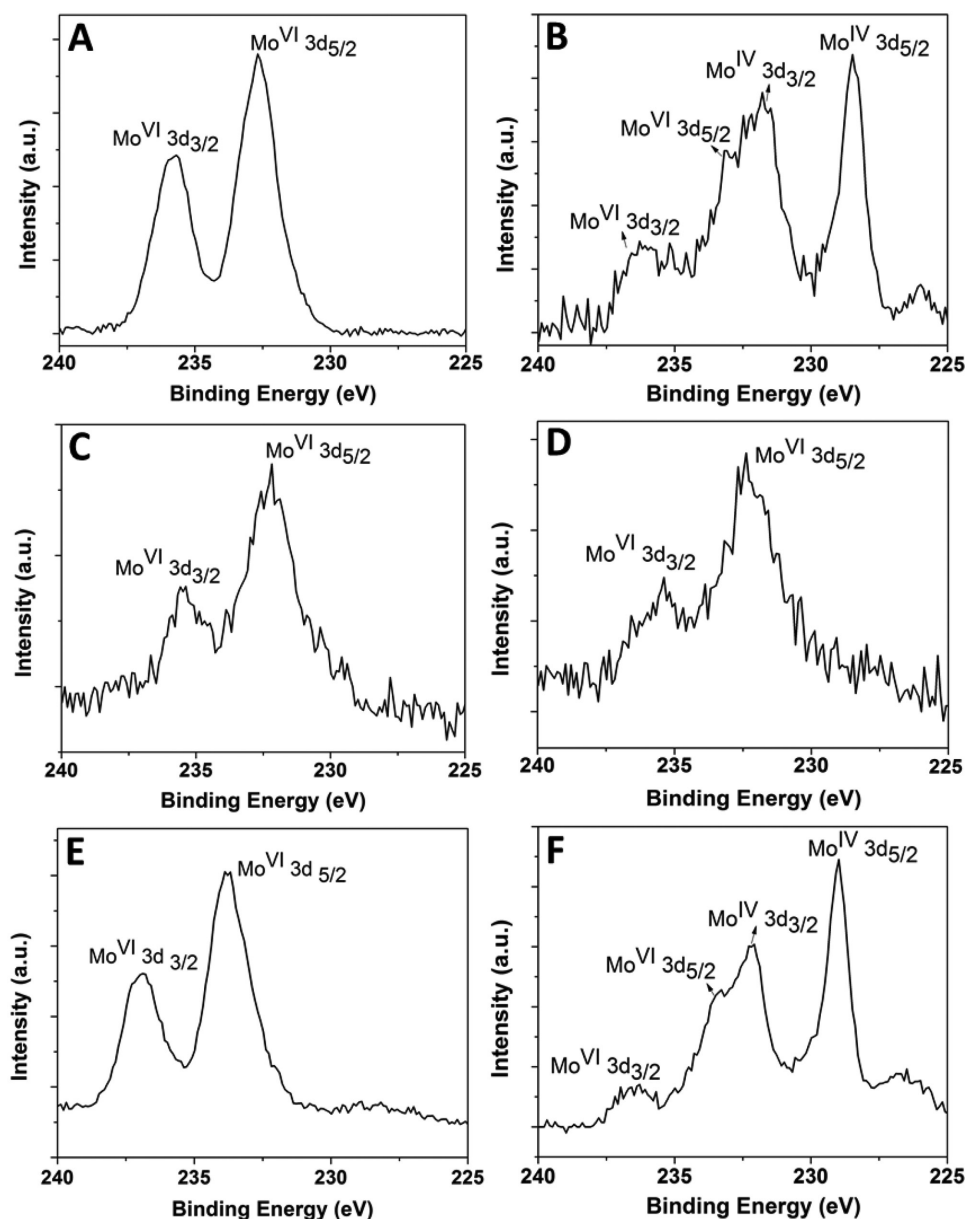 A
Mo^VI 3d5/2
Mo^VI 3d3/2
Intensity (a.u.)
240 235 230 225
Binding Energy (eV)
B
Mo^IV 3d5/2
Mo^IV 3d3/2
Mo^VI 3d5/2
Mo^VI 3d3/2
Intensity (a.u.)
240 235 230 225
Binding Energy (eV)
C
Mo^VI 3d5/2
Mo^VI 3d3/2
Intensity (a.u.)
240 235 230 225
Binding Energy (eV)
D
Mo^VI 3d5/2
Mo^VI 3d3/2
Intensity (a.u.)
240 235 230 225
Binding Energy (eV)
E
Mo^VI 3d 5/2
Mo^VI 3d 3/2
Intensity (a.u.)
240 235 230 225
Binding Energy (eV)
F
Mo^IV 3d5/2
Mo^IV 3d3/2
Mo^VI 3d5/2
Mo^VI 3d3/2
Intensity (a.u.)
240 235 230 225
Binding Energy (eV)